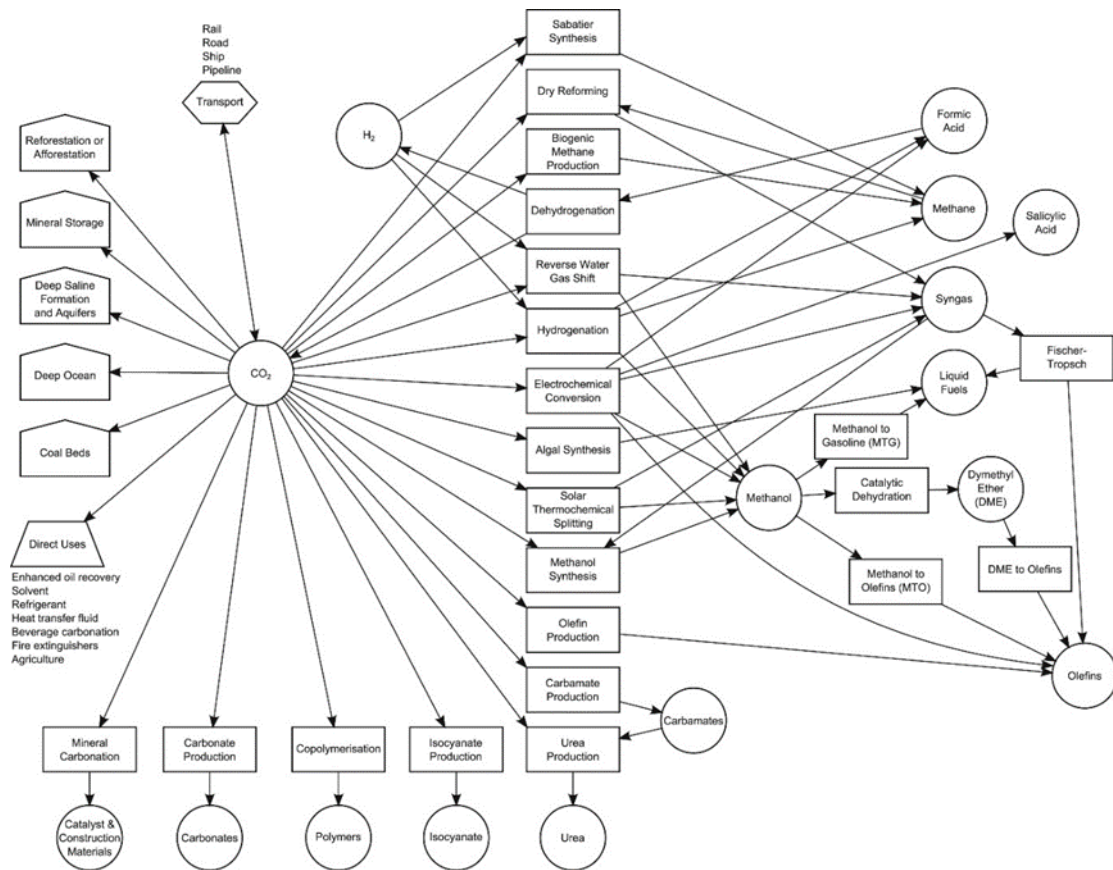 Rail
Road
Ship
Pipeline
Transport
Reforestation or
Afforestation
Mineral Storage
Deep Saline
Formation
and Aquifers
Deep Ocean
Coal Beds
Direct Uses
Enhanced oil recovery
Solvent
Refrigerant
Heat transfer fluid
Beverage carbonation
Fire extinguishers
Agriculture
CO₂
H₂
Sabatier
Synthesis
Dry Reforming
Biogenic
Methane
Production
Dehydrogenation
Reverse Water
Gas Shift
Hydrogenation
Electrochemical
Conversion
Algal Synthesis
Solar
Thermochemical
Splitting
Methanol
Synthesis
Olefin
Production
Carbamate
Production
Urea
Production
Formic
Acid
Methane
Salicylic
Acid
Syngas
Fischer-
Tropsch
Liquid
Fuels
Methanol to
Gasoline (MTG)
Methanol
Catalytic
Dehydration
Dymethyl
Ether
(DME)
Methanol to
Olefins (MTO)
DME to Olefins
Olefins
Carbamates
Mineral
Carbonation
Carbonate
Production
Copolymerisation
Isocyanate
Production
Catalyst &
Construction
Materials
Carbonates
Polymers
Isocyanate
Urea